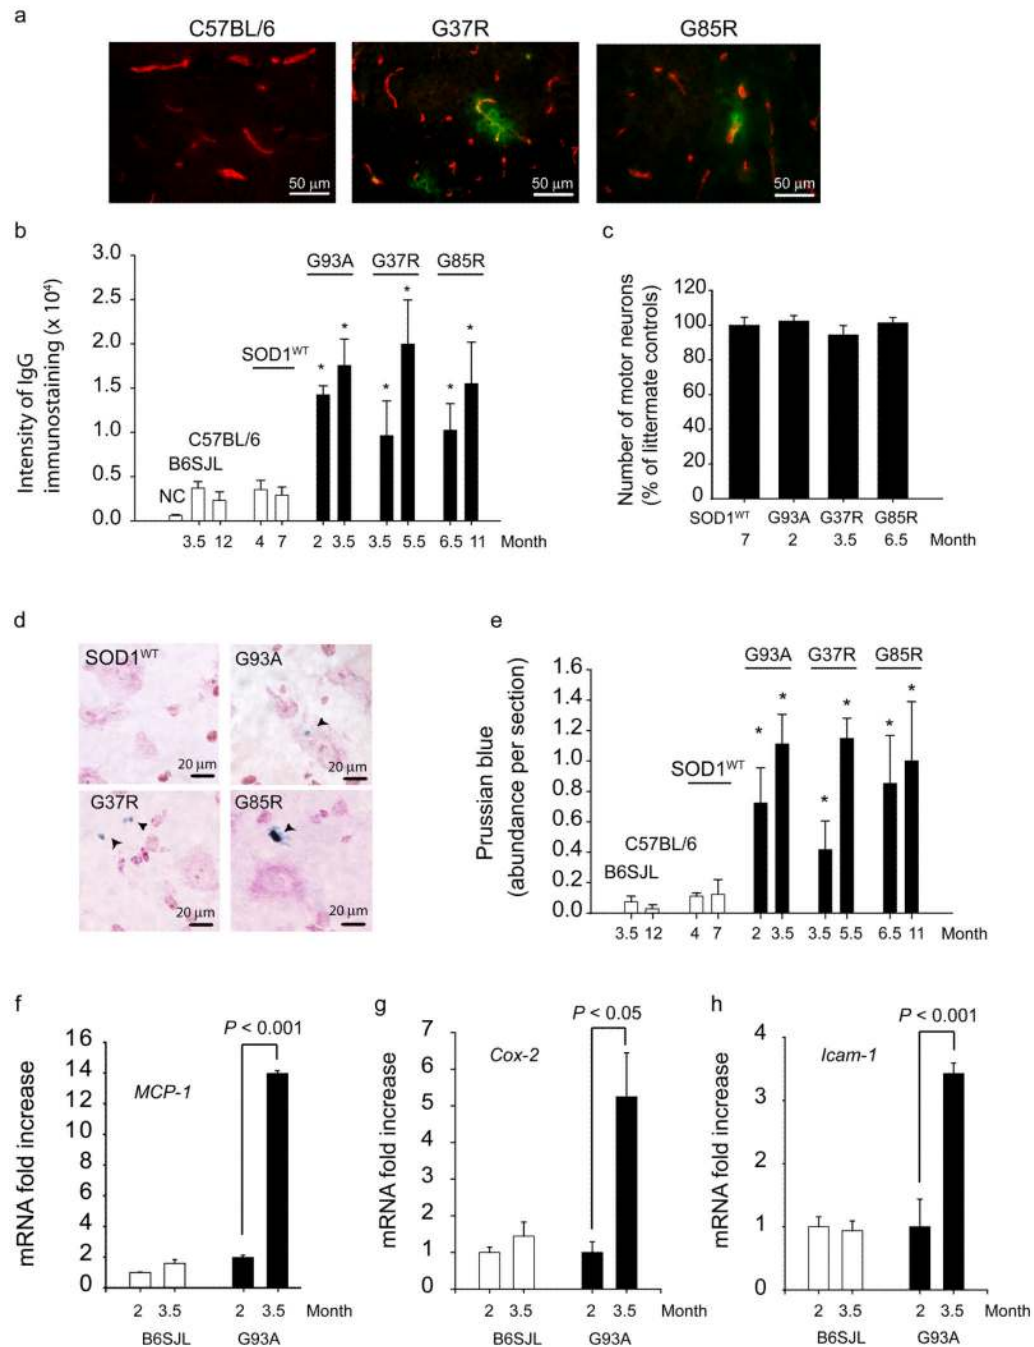 a
C57BL/6 G37R G85R
50 μm 50 μm 50 μm
b
Intensity of IgG
immunostaining (x 10⁴)
3.0
2.5
2.0
1.5
1.0
0.5
0.0
G93A G37R G85R
* * * * * *
SOD1ᵂᵀ
C57BL/6
B6SJL
NC
3.5 12 4 7 2 3.5 3.5 5.5 6.5 11 Month
c
Number of motor neurons
(% of littermate controls)
120
100
80
60
40
20
0
SOD1ᵂᵀ G93A G37R G85R
7 2 3.5 6.5 Month
d
SOD1ᵂᵀ G93A
20 μm 20 μm
G37R G85R
20 μm 20 μm
e
Prussian blue
(abundance per section)
1.6
1.4
1.2
1.0
0.8
0.6
0.4
0.2
0.0
G93A G37R G85R
* * * * * *
SOD1ᵂᵀ
C57BL/6
B6SJL
3.5 12 4 7 2 3.5 3.5 5.5 6.5 11 Month
f
mRNA fold increase
16
14
12
10
8
6
4
2
0
P < 0.001
MCP-1
2 3.5 2 3.5 Month
B6SJL G93A
g
mRNA fold increase
7
6
5
4
3
2
1
0
P < 0.05
Cox-2
2 3.5 2 3.5 Month
B6SJL G93A
h
mRNA fold increase
4
3
2
1
0
P < 0.001
Icam-1
2 3.5 2 3.5 Month
B6SJL G93A